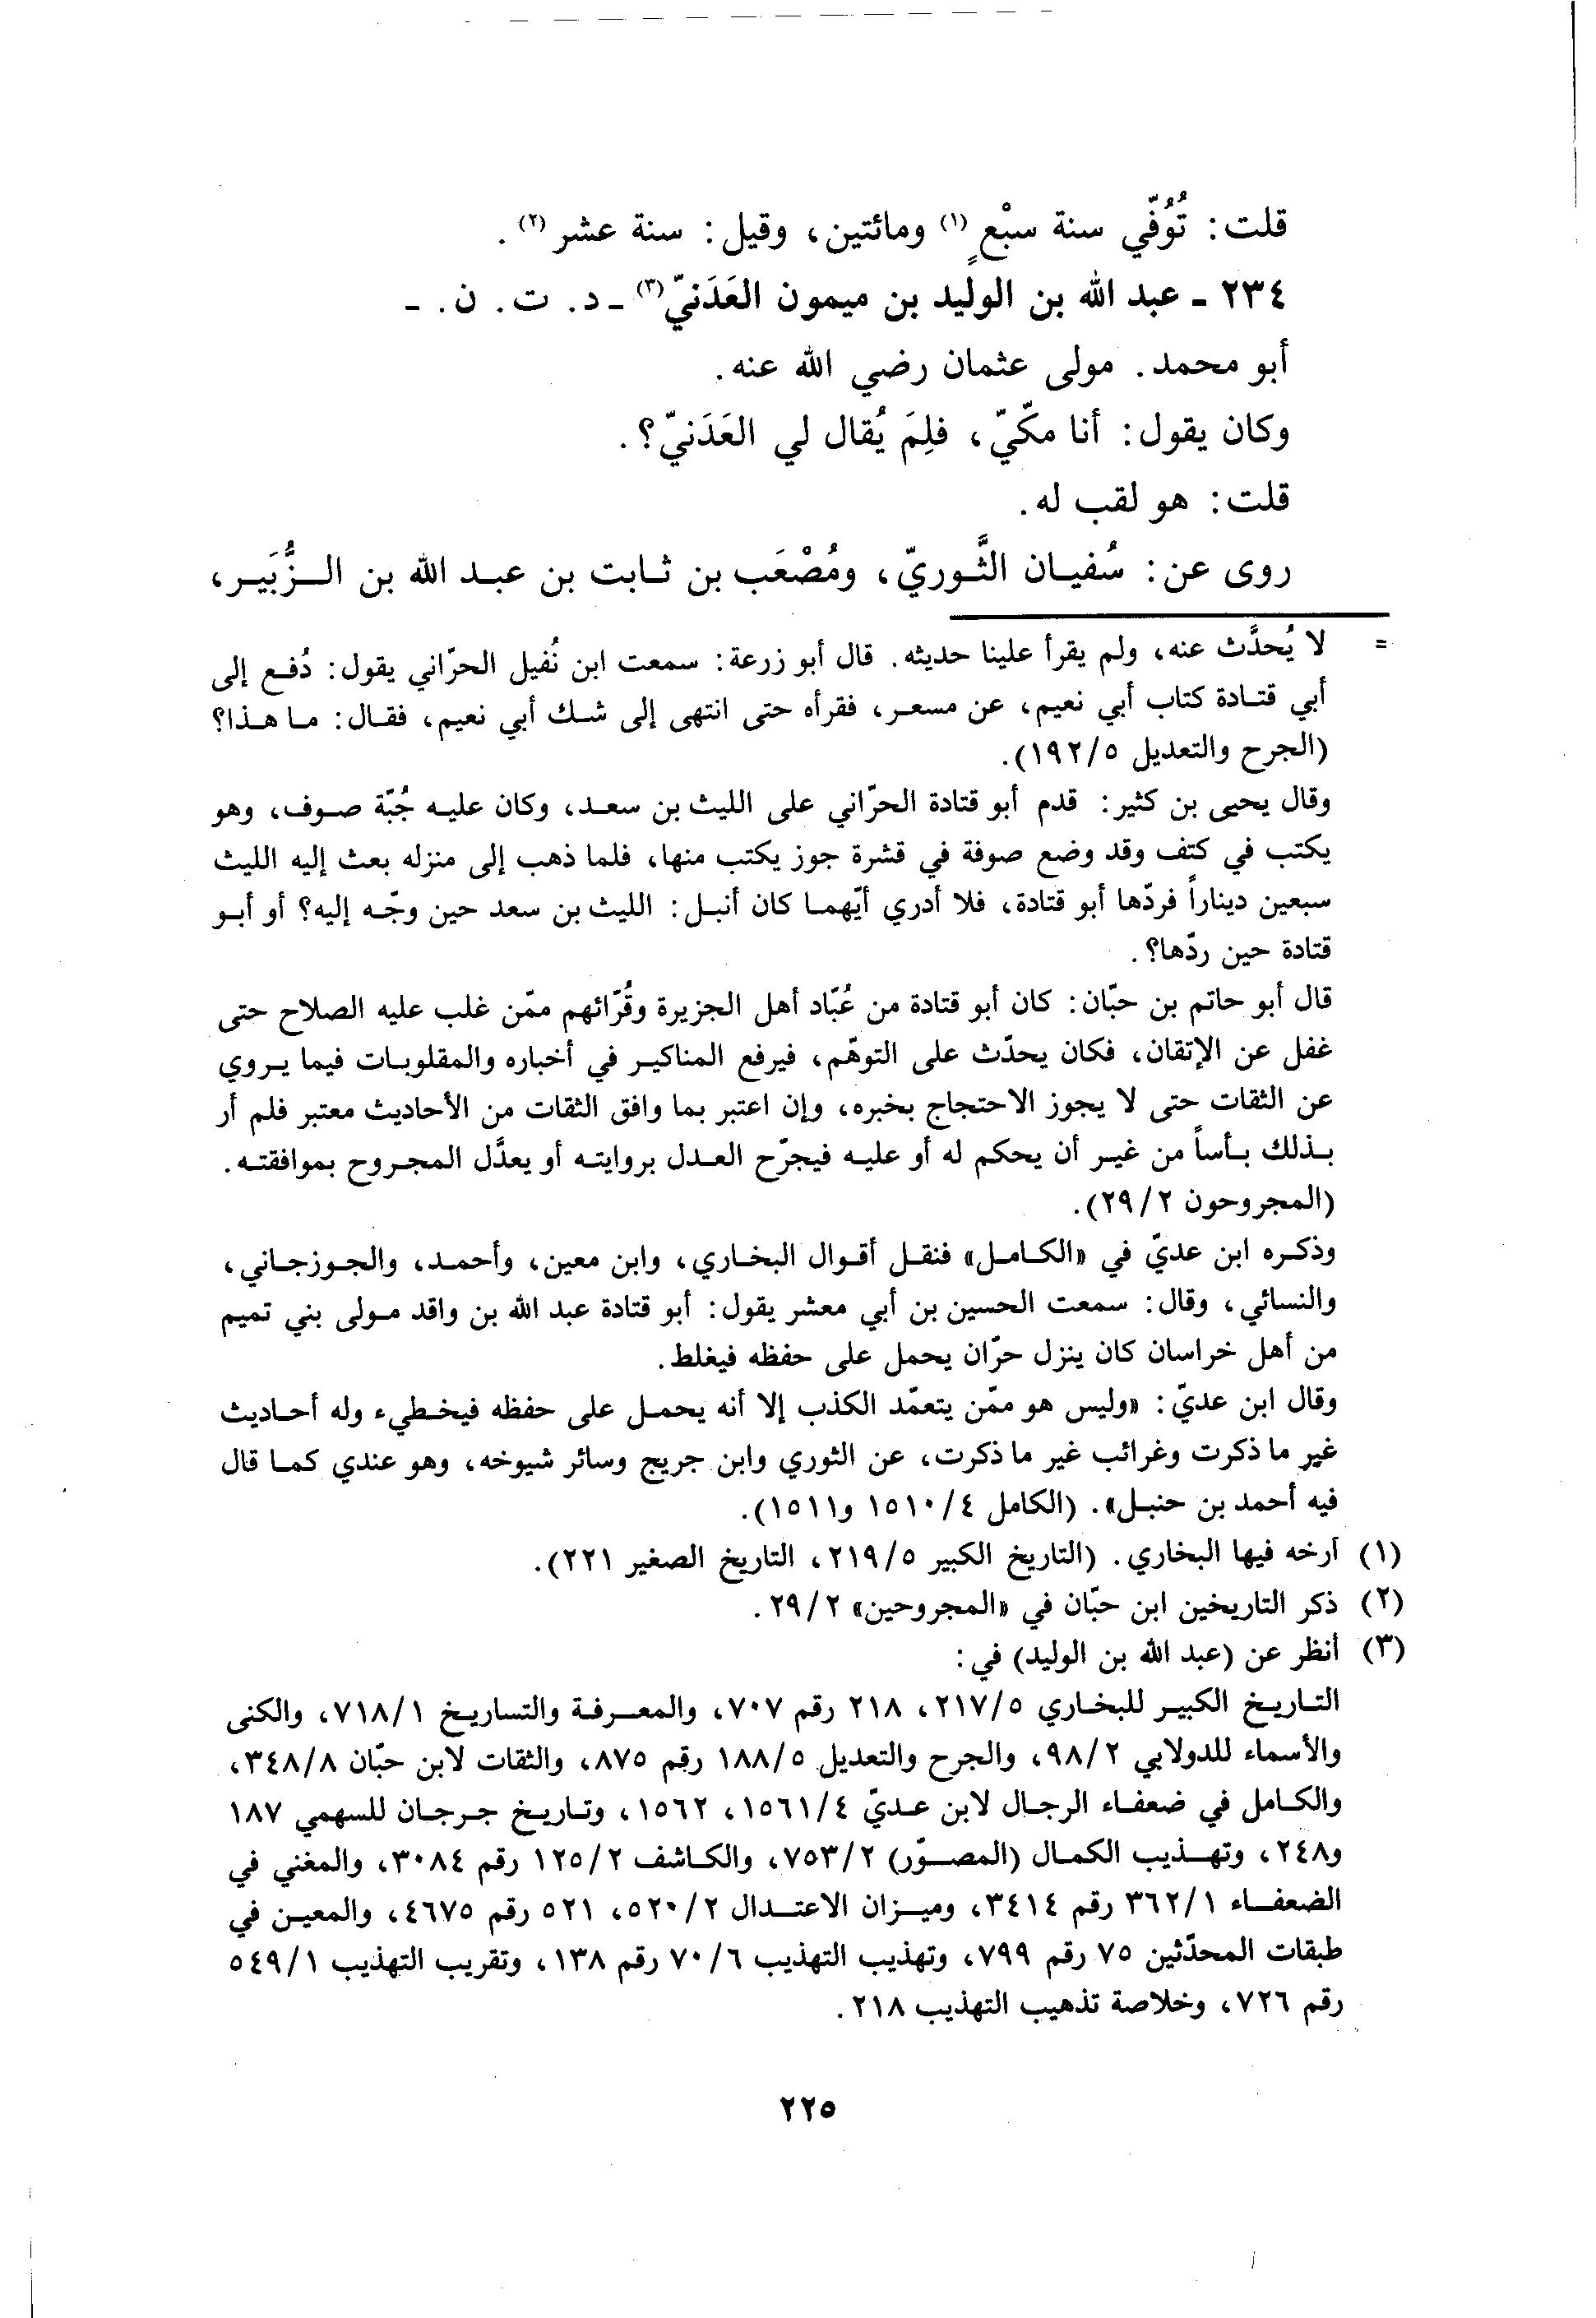 قلت: تُوُفّي سنة سبْعٍ (١) ومائتين، وقيل: سنة عشر (٢).
٢٣٤ - عبد الله بن الوليد بن ميمون العَدَنيّ (٣) - د. ت. ن. -
أبو محمد. مولى عثمان رضي الله عنه.
وكان يقول: أنا مكّيّ، فلِمَ يُقال لي العَدَنيّ؟.
قلت: هو لقب له.
روى عن: سُفيان الثَّوريّ، ومُصْعَب بن ثابت بن عبد الله بن الزُّبَير،
= لا يُحدَّث عنه، ولم يقرأ علينا حديثه. قال أبو زرعة: سمعت ابن نُفيل الحرّاني يقول: دُفع إلى
أبي قتادة كتاب أبي نعيم، عن مسعر، فقرأه حتى انتهى إلى شك أبي نعيم، فقال: ما هذا؟
(الجرح والتعديل ٥/١٩٢).
وقال يحيى بن كثير: قدم أبو قتادة الحرّاني على الليث بن سعد، وكان عليه جُبّة صوف، وهو
يكتب في كتف وقد وضع صوفة في قشرة جوز يكتب منها، فلما ذهب إلى منزله بعث إليه الليث
سبعين ديناراً فردّها أبو قتادة، فلا أدري أيّهما كان أنبل: الليث بن سعد حين وجّه إليه؟ أو أبو
قتادة حين ردّها؟.
قال أبو حاتم بن حبّان: كان أبو قتادة من عُبّاد أهل الجزيرة وقُرّائهم ممّن غلب عليه الصلاح حتى
غفل عن الإتقان، فكان يحدّث على التوهّم، فيرفع المناكير في أخباره والمقلوبات فيما يروي
عن الثقات حتى لا يجوز الاحتجاج بخبره، وإن اعتبر بما وافق الثقات من الأحاديث معتبر فلم أر
بذلك بأساً من غير أن يحكم له أو عليه فيجرّح العدل بروايته أو يعدَّل المجروح بموافقته.
(المجروحون ٢/٢٩).
وذكره ابن عديّ في «الكامل» فنقل أقوال البخاري، وابن معين، وأحمد، والجوزجاني،
والنسائي، وقال: سمعت الحسين بن أبي معشر يقول: أبو قتادة عبد الله بن واقد مولى بني تميم
من أهل خراسان كان ينزل حرّان يحمل على حفظه فيغلط.
وقال ابن عديّ: «وليس هو ممّن يتعمّد الكذب إلا أنه يحمل على حفظه فيخطيء وله أحاديث
غير ما ذكرت وغرائب غير ما ذكرت، عن الثوري وابن جريج وسائر شيوخه، وهو عندي كما قال
فيه أحمد بن حنبل». (الكامل ٤/١٥١٠ و١٥١١).
(١) أرخه فيها البخاري. (التاريخ الكبير ٥/٢١٩، التاريخ الصغير ٢٢١).
(٢) ذكر التاريخين ابن حبّان في «المجروحين» ٢/٢٩.
(٣) أنظر عن (عبد الله بن الوليد) في:
التاريخ الكبير للبخاري ٥/٢١٧، ٢١٨ رقم ٧٠٧، والمعرفة والتساريخ ١/٧١٨، والكنى
والأسماء للدولابي ٢/٩٨، والجرح والتعديل ٥/١٨٨ رقم ٨٧٥، والثقات لابن حبّان ٨/٣٤٨،
والكامل في ضعفاء الرجال لابن عديّ ٤/١٥٦١، ١٥٦٢، وتاريخ جرجان للسهمي ١٨٧
و٢٤٨، وتهذيب الكمال (المصوّر) ٢/٧٥٣، والكاشف ٢/١٢٥ رقم ٣٠٨٤، والمغني في
الضعفاء ١/٣٦٢ رقم ٣٤١٤، وميزان الاعتدال ٢/٥٢٠، ٥٢١ رقم ٤٦٧٥، والمعين في
طبقات المحدّثين ٧٥ رقم ٧٩٩، وتهذيب التهذيب ٦/٧٠ رقم ١٣٨، وتقريب التهذيب ١/٥٤٩
رقم ٧٢٦، وخلاصة تذهيب التهذيب ٢١٨.
٢٢٥